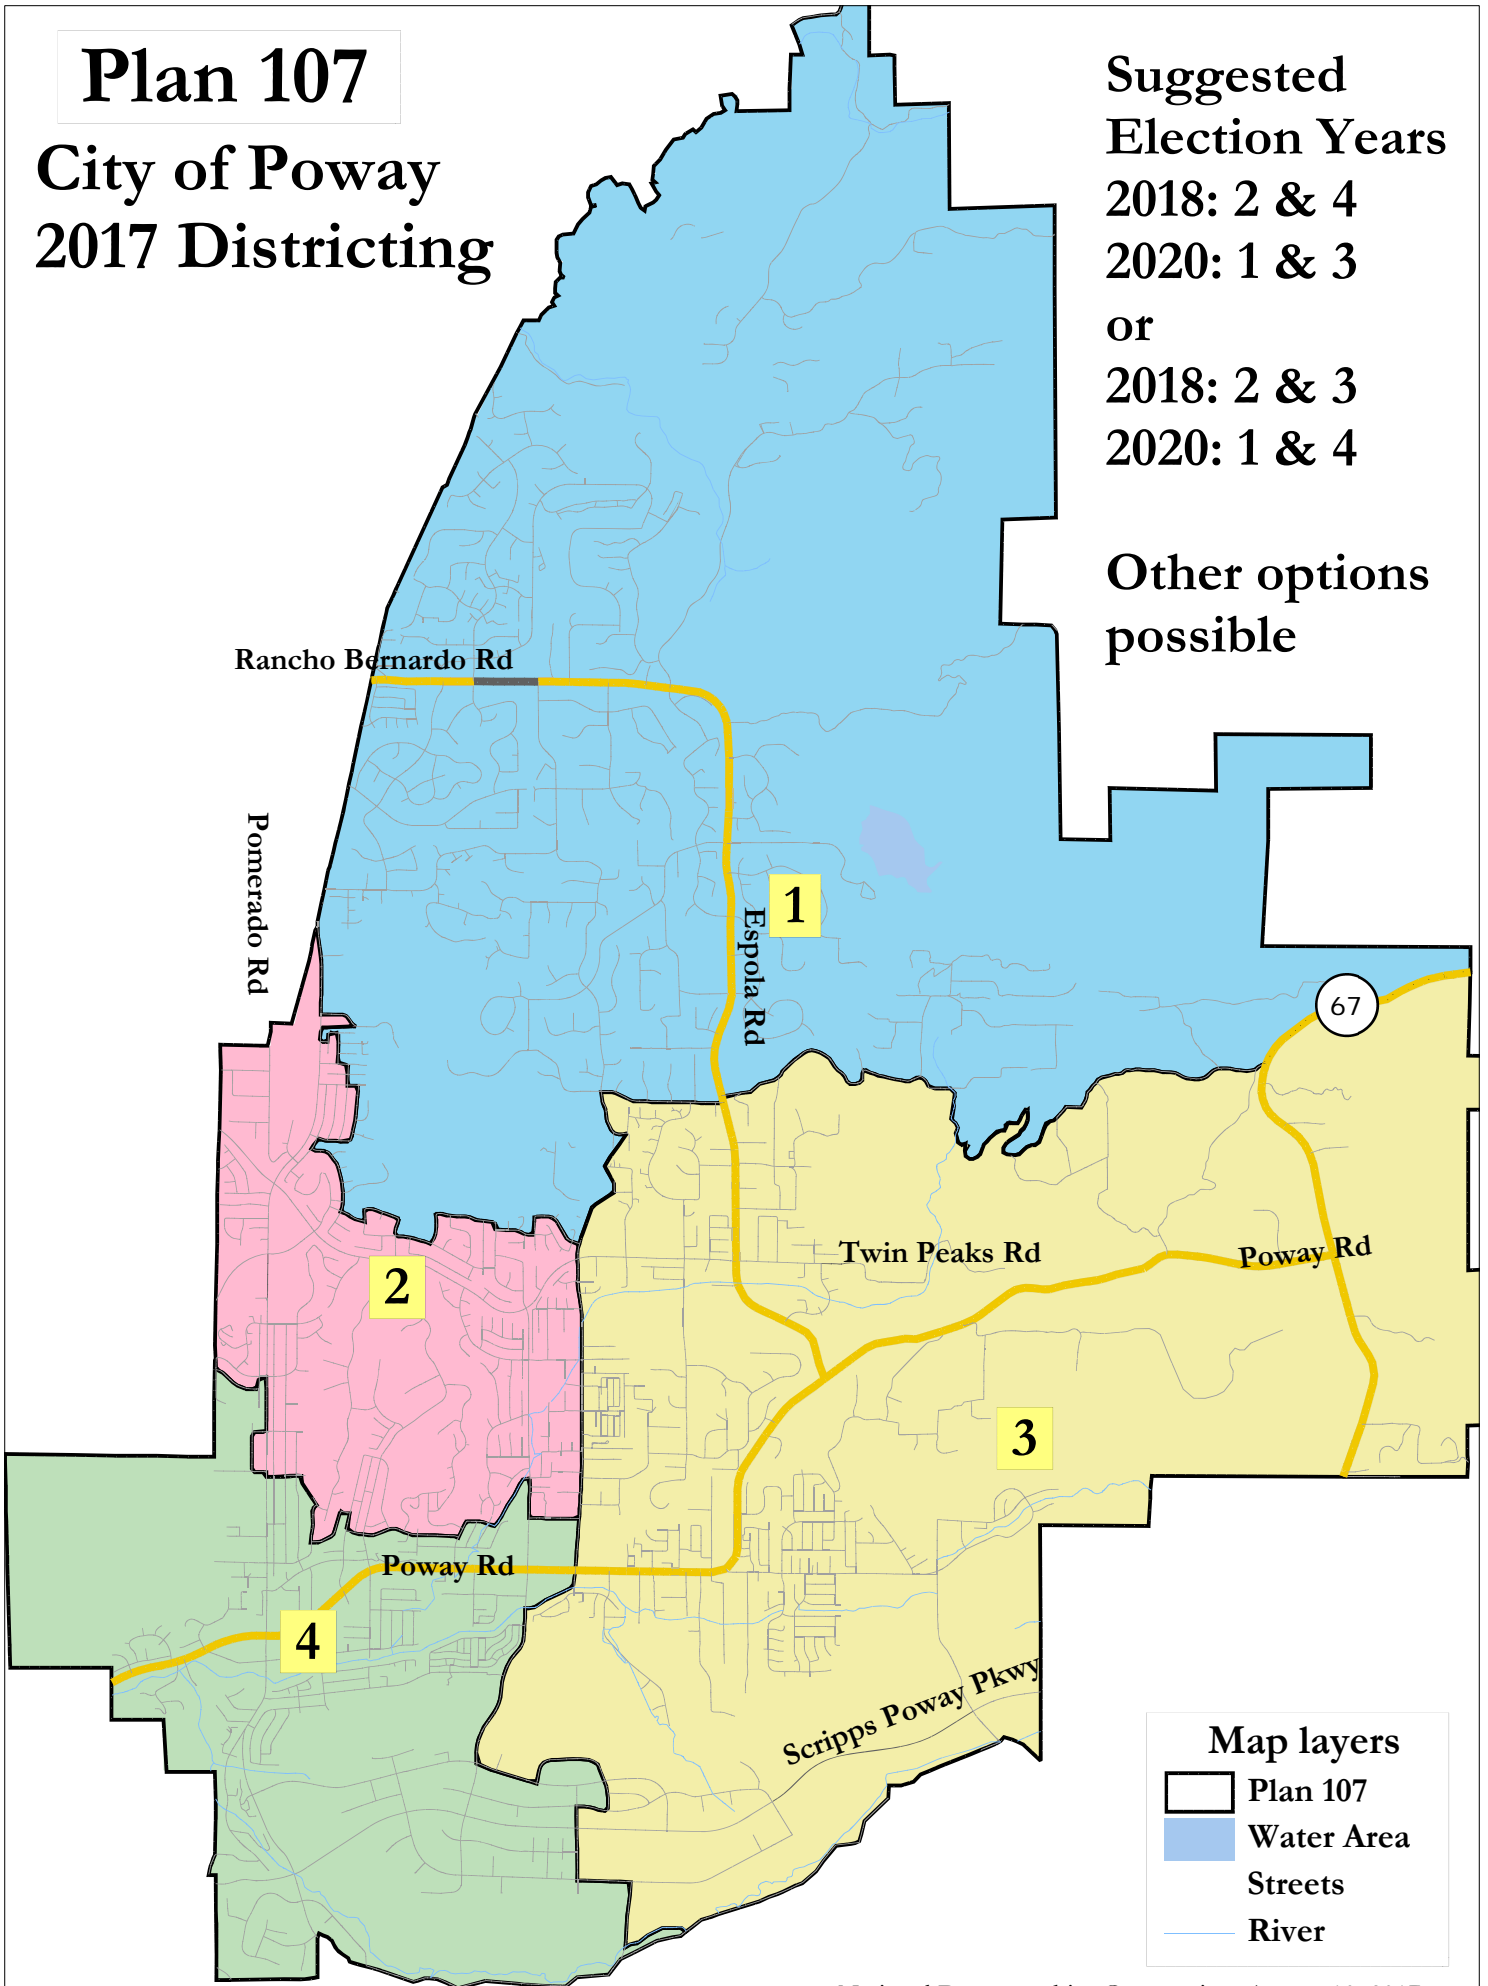 Plan 107
City of Poway
2017 Districting
Suggested
Election Years
2018: 2 & 4
2020: 1 & 3
or
2018: 2 & 3
2020: 1 & 4
Other options
possible
Rancho Bernardo Rd
Pomerado Rd
1
Espola Rd
67
2
Twin Peaks Rd
Poway Rd
3
Poway Rd
4
Scripps Poway Pkwy
Map layers
Plan 107
Water Area
Streets
River